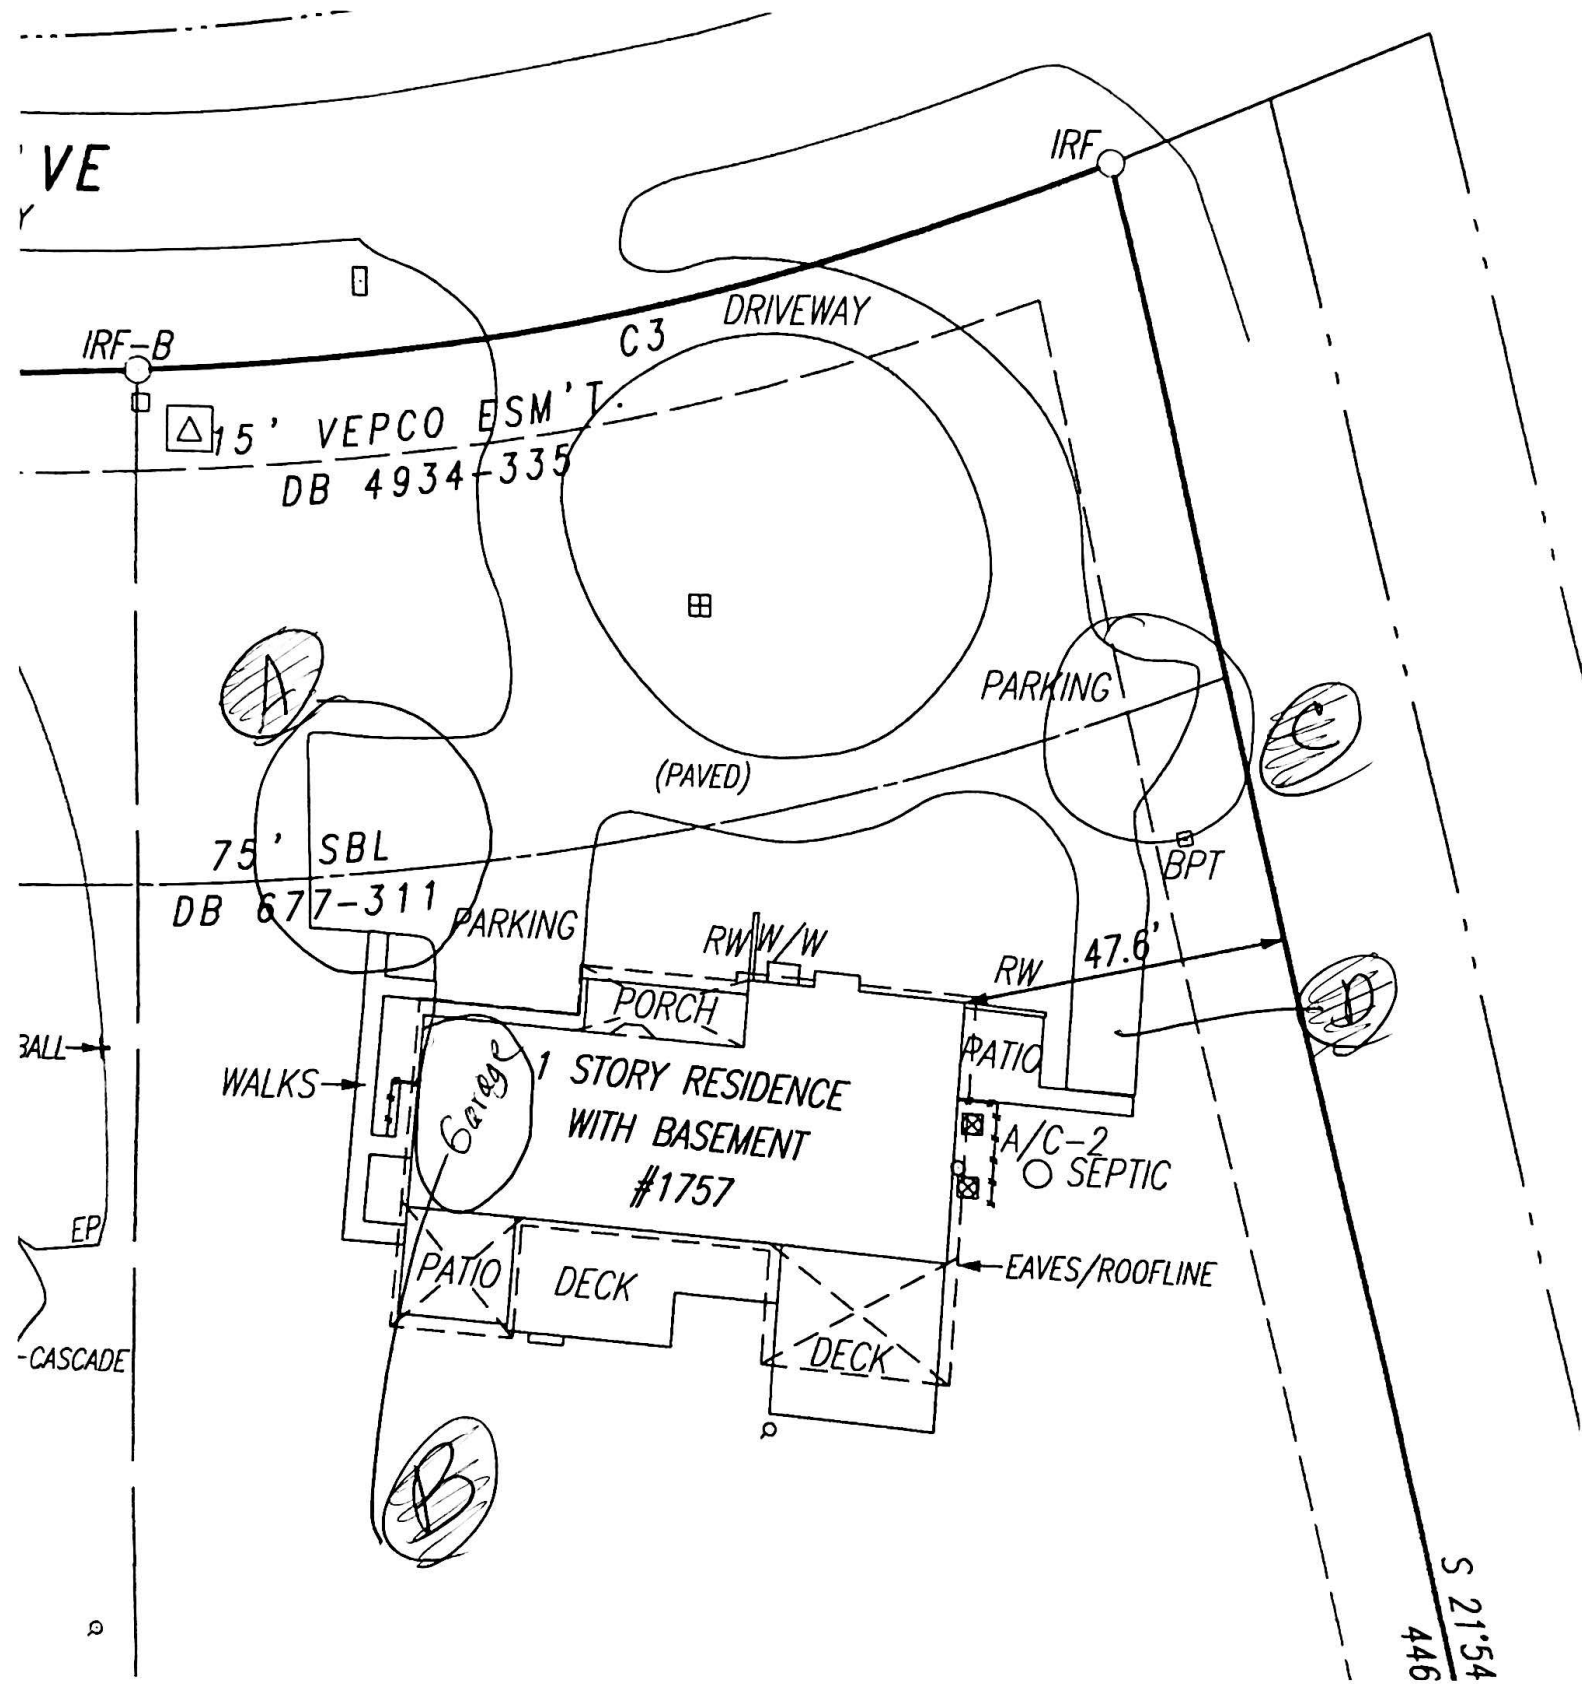 VE
Y
IRF
IRF-B
DRIVEWAY
C3
15' VEPCO ESM'T.
DB 4934-335
A
PARKING
C
(PAVED)
75' SBL
DB 677-311
BPT
PARKING
RW W/W
RW
47.6'
D
PORCH
Garage
1 STORY RESIDENCE
WITH BASEMENT
#1757
PATIO
WALKS
A/C-2
SEPTIC
EP
PATIO
DECK
EAVES/ROOFLINE
-CASCADE
DECK
B
S 21°54
446